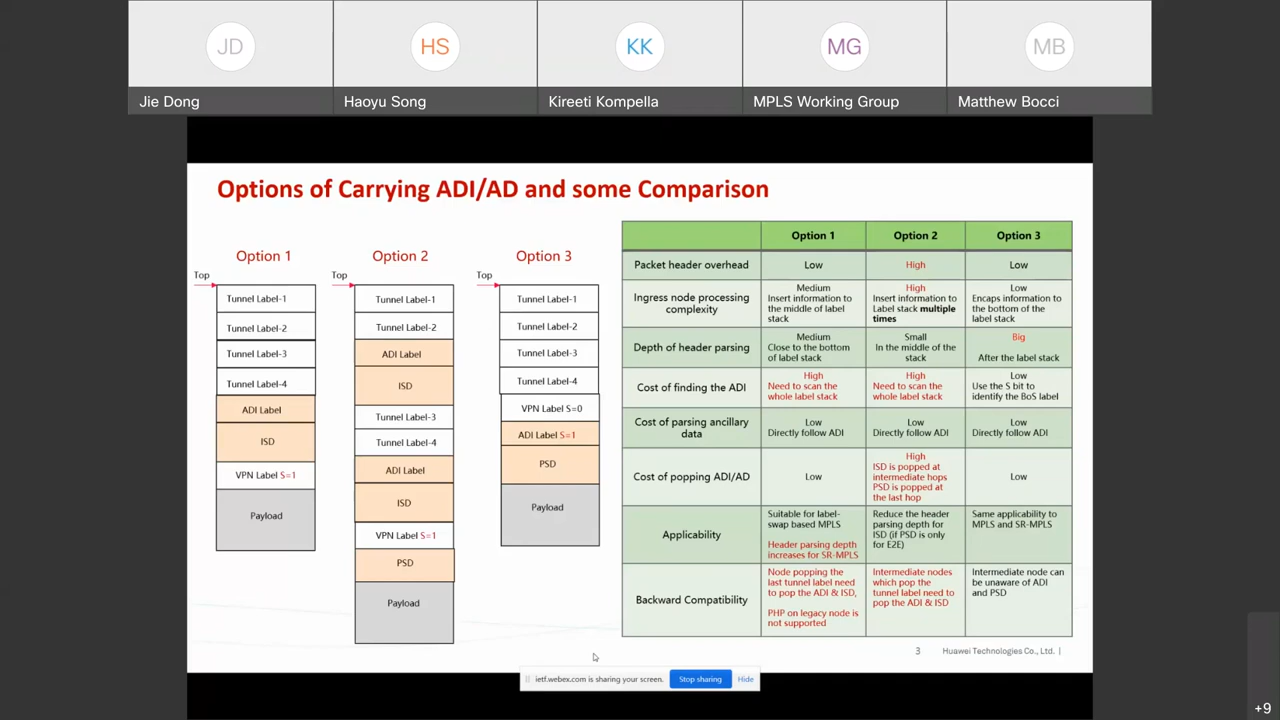 JD
HS
KK
MG
MB
Jie Dong
Haoyu Song
Kireeti Kompella
MPLS Working Group
Matthew Bocci
Options of Carrying ADI/AD and some Comparison
Option 1
Top
Tunnel Label-1
Tunnel Label-2
Tunnel Label-3
Tunnel Label-4
ADI Label
ISD
VPN Label S=1
Payload
Option 2
Top
Tunnel Label-1
Tunnel Label-2
ADI Label
ISD
Tunnel Label-3
Tunnel Label-4
ADI Label
ISD
VPN Label S=1
PSD
Payload
Option 3
Top
Tunnel Label-1
Tunnel Label-2
Tunnel Label-3
Tunnel Label-4
VPN Label S=0
ADI Label S=1
PSD
Payload
Option 1
Option 2
Option 3
Packet header overhead
Low
High
Low
Ingress node processing
complexity
Medium
Insert information to
the middle of label
stack
High
Insert information to
Label stack multiple
times
Low
Encaps information to
the bottom of the
label stack
Depth of header parsing
Medium
Close to the bottom
of label stack
Small
In the middle of the
stack
Big
After the label stack
Cost of finding the ADI
High
Need to scan the
whole label stack
High
Need to scan the
whole label stack
Low
Use the S bit to
identify the BoS label
Cost of parsing ancillary
data
Low
Directly follow ADI
Low
Directly follow ADI
Low
Directly follow ADI
Cost of popping ADI/AD
Low
High
ISD is popped at
intermediate hops
PSD is popped at
the last hop
Low
Applicability
Suitable for label-
swap based MPLS
Header parsing depth
increases for SR-MPLS
Reduce the header
parsing depth for
ISD (if PSD is only
for E2E)
Same applicability to
MPLS and SR-MPLS
Backward Compatibility
Node popping the
last tunnel label need
to pop the ADI & ISD,
PHP on legacy node is
not supported
Intermediate nodes
which pop the
tunnel label need to
pop the ADI & ISD
Intermediate node can
be unaware of ADI
and PSD
3
Huawei Technologies Co., Ltd. |
ietf.webex.com is sharing your screen.
Stop sharing
Hide
+9